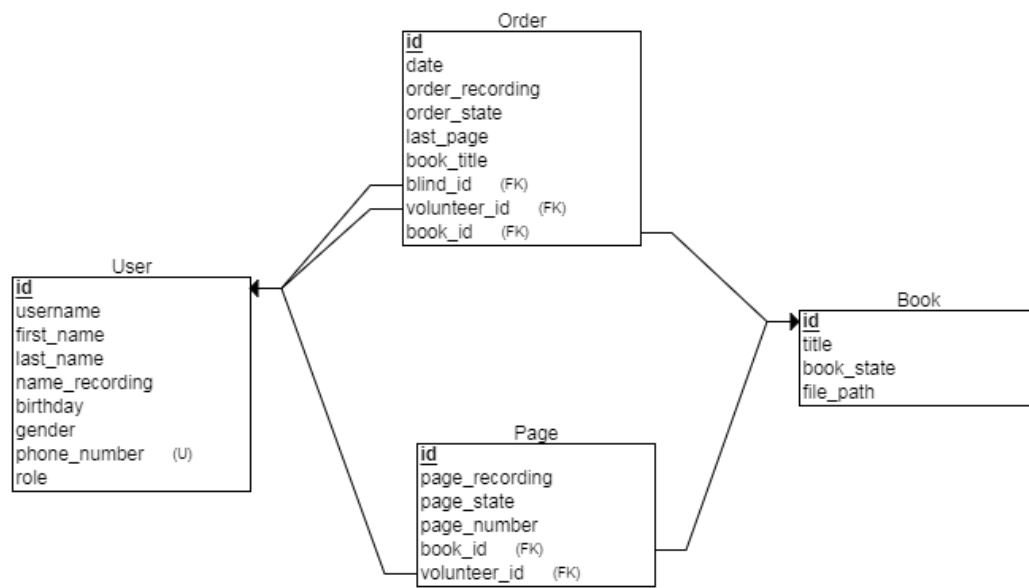 Order
id
date
order_recording
order_state
last_page
book_title
blind_id (FK)
volunteer_id (FK)
book_id (FK)
User
id
username
first_name
last_name
name_recording
birthday
gender
phone_number (U)
role
Book
id
title
book_state
file_path
Page
id
page_recording
page_state
page_number
book_id (FK)
volunteer_id (FK)